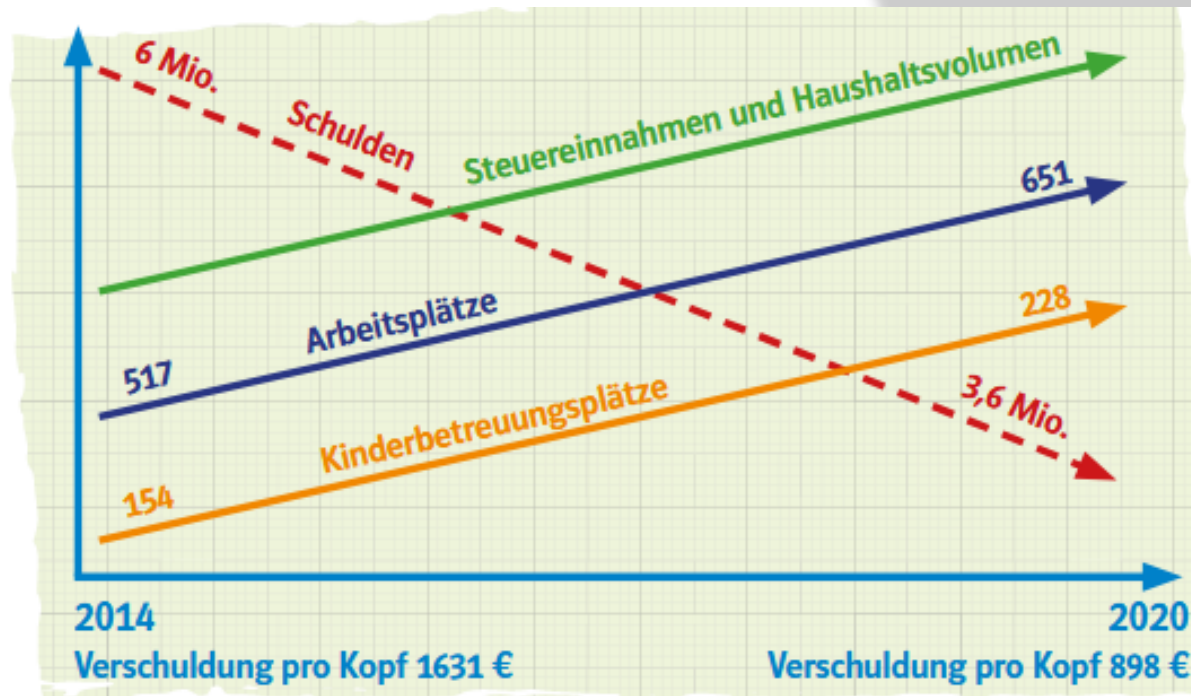 6 Mio.
Schulden
Steuereinnahmen und Haushaltsvolumen
651
Arbeitsplätze
517
228
Kinderbetreuungsplätze
3,6 Mio.
154
2014
2020
Verschuldung pro Kopf 1631 €
Verschuldung pro Kopf 898 €